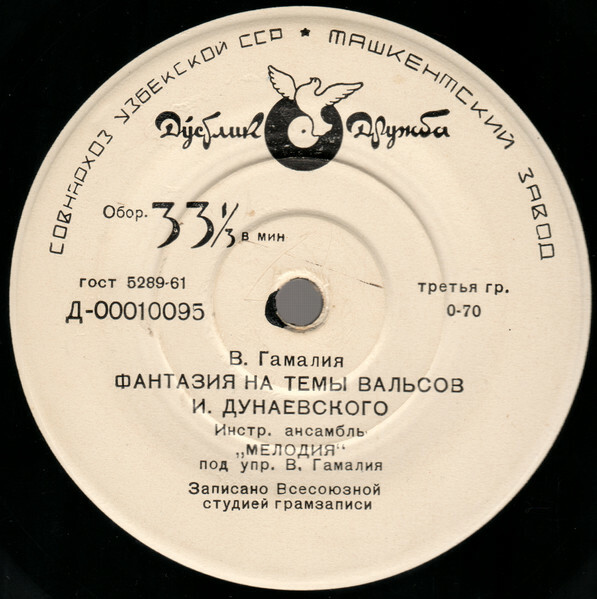 СОВНАРХОЗ УЗБЕКСКОЙ ССР ★ ТАШКЕНТСКИЙ ЗАВОД
Дўстлик Дружба
Обор. 33⅓ в мин
гост 5289-61
третья гр.
Д-00010095
0-70
В. Гамалия
ФАНТАЗИЯ НА ТЕМЫ ВАЛЬСОВ
И. ДУНАЕВСКОГО
Инстр. ансамбль
„МЕЛОДИЯ"
под упр. В. Гамалия
Записано Всесоюзной
студией грамзаписи